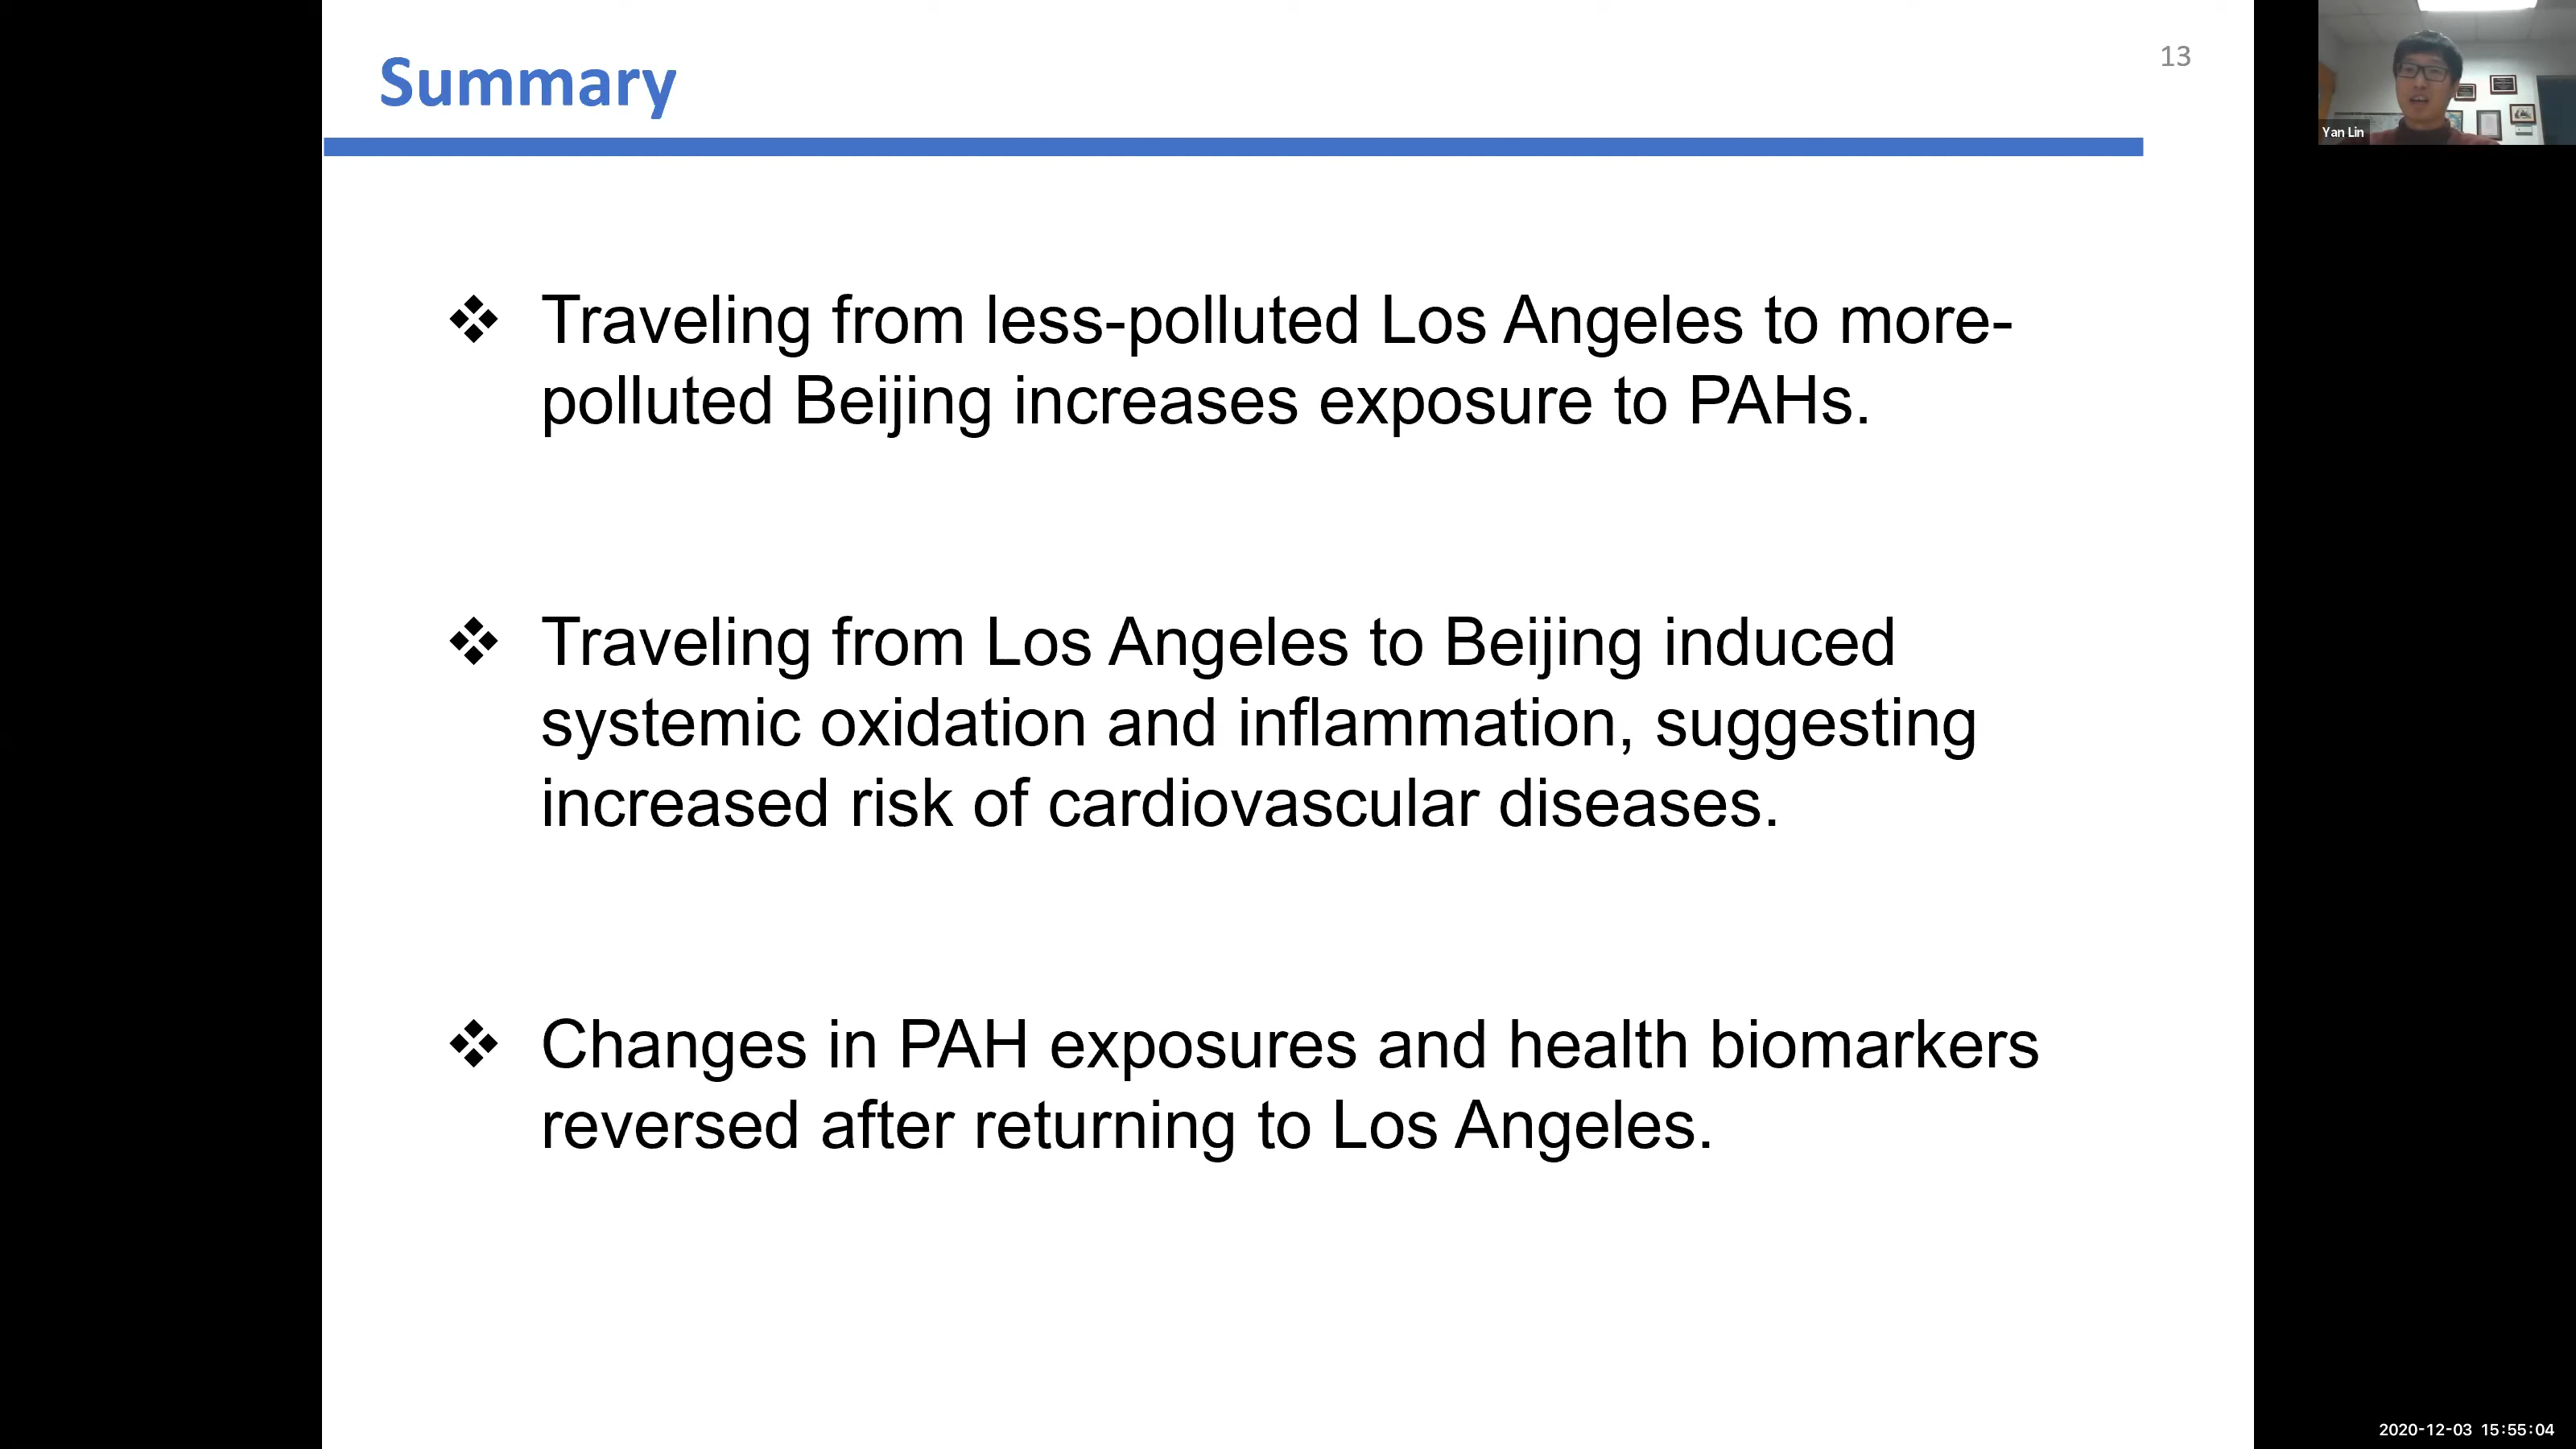 Summary
13
Yan Lin
❖ Traveling from less-polluted Los Angeles to more-
polluted Beijing increases exposure to PAHs.
❖ Traveling from Los Angeles to Beijing induced
systemic oxidation and inflammation, suggesting
increased risk of cardiovascular diseases.
❖ Changes in PAH exposures and health biomarkers
reversed after returning to Los Angeles.
2020-12-03 15:55:04